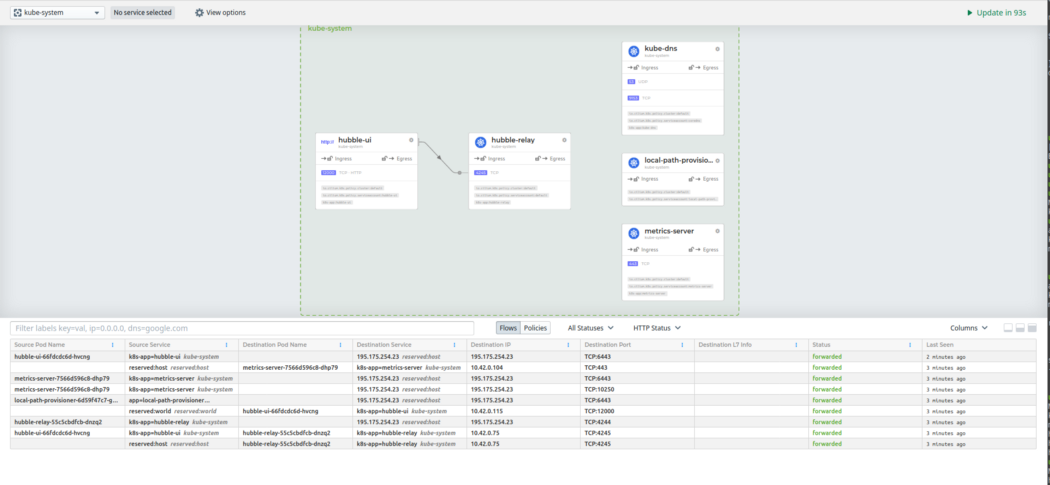 kube-system
No service selected
View options
Update in 93s
kube-system
kube-dns
kube-system
Ingress
Egress
UDP
TCP
http://
hubble-ui
kube-system
Ingress
Egress
TCP · HTTP
hubble-relay
kube-system
Ingress
Egress
TCP
local-path-provisio...
kube-system
Ingress
Egress
metrics-server
kube-system
Ingress
Egress
TCP
Filter labels key=val, ip=0.0.0.0, dns=google.com
Flows
Policies
All Statuses
HTTP Status
Columns
Source Pod Name Source Service Destination Pod Name Destination Service Destination IP Destination Port Destination L7 Info Status Last Seen
hubble-ui-66fdcdc6d-hvcng k8s-app=hubble-ui kube-system 195.175.254.23 reserved:host 195.175.254.23 TCP:6443 forwarded 2 minutes ago
reserved:host reserved:host metrics-server-7566d596c8-dhp79 k8s-app=metrics-server kube-system 10.42.0.104 TCP:443 forwarded 3 minutes ago
metrics-server-7566d596c8-dhp79 k8s-app=metrics-server kube-system 195.175.254.23 reserved:host 195.175.254.23 TCP:6443 forwarded 3 minutes ago
metrics-server-7566d596c8-dhp79 k8s-app=metrics-server kube-system 195.175.254.23 reserved:host 195.175.254.23 TCP:10250 forwarded 3 minutes ago
local-path-provisioner-6d59f47c7-g... app=local-path-provisioner... 195.175.254.23 reserved:host 195.175.254.23 TCP:6443 forwarded 3 minutes ago
reserved:world reserved:world hubble-ui-66fdcdc6d-hvcng k8s-app=hubble-ui kube-system 10.42.0.115 TCP:12000 forwarded 3 minutes ago
hubble-relay-55c5cbdfcb-dnzq2 k8s-app=hubble-relay kube-system 195.175.254.23 reserved:host 195.175.254.23 TCP:4244 forwarded 3 minutes ago
hubble-ui-66fdcdc6d-hvcng k8s-app=hubble-ui kube-system hubble-relay-55c5cbdfcb-dnzq2 k8s-app=hubble-relay kube-system 10.42.0.75 TCP:4245 forwarded 3 minutes ago
reserved:host reserved:host hubble-relay-55c5cbdfcb-dnzq2 k8s-app=hubble-relay kube-system 10.42.0.75 TCP:4245 forwarded 3 minutes ago